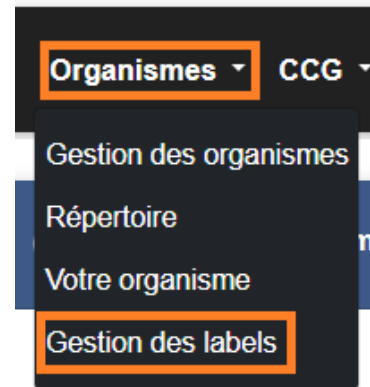 Organismes CCG
Gestion des organismes
Répertoire
Votre organisme
Gestion des labels